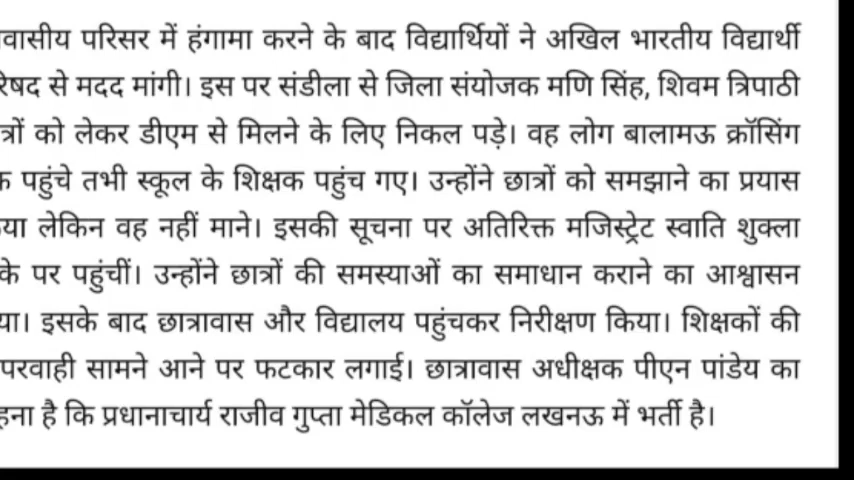 वासीय परिसर में हंगामा करने के बाद विद्यार्थियों ने अखिल भारतीय विद्यार्थी
रिषद से मदद मांगी। इस पर संडीला से जिला संयोजक मणि सिंह, शिवम त्रिपाठी
त्रों को लेकर डीएम से मिलने के लिए निकल पड़े। वह लोग बालामऊ क्रॉसिंग
क पहुंचे तभी स्कूल के शिक्षक पहुंच गए। उन्होंने छात्रों को समझाने का प्रयास
या लेकिन वह नहीं माने। इसकी सूचना पर अतिरिक्त मजिस्ट्रेट स्वाति शुक्ला
के पर पहुंचीं। उन्होंने छात्रों की समस्याओं का समाधान कराने का आश्वासन
या। इसके बाद छात्रावास और विद्यालय पहुंचकर निरीक्षण किया। शिक्षकों की
परवाही सामने आने पर फटकार लगाई। छात्रावास अधीक्षक पीएन पांडेय का
हना है कि प्रधानाचार्य राजीव गुप्ता मेडिकल कॉलेज लखनऊ में भर्ती है।